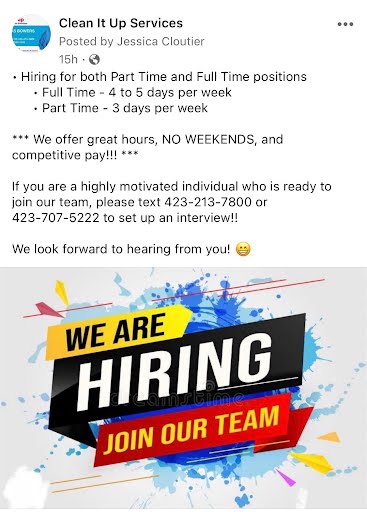 Clean It Up Services
Posted by Jessica Cloutier
15h ·
• Hiring for both Part Time and Full Time positions
• Full Time - 4 to 5 days per week
• Part Time - 3 days per week
*** We offer great hours, NO WEEKENDS, and
competitive pay!!! ***
If you are a highly motivated individual who is ready to
join our team, please text 423-213-7800 or
423-707-5222 to set up an interview!!
We look forward to hearing from you! 😁
WE ARE
HIRING
dreamstime
JOIN OUR TEAM